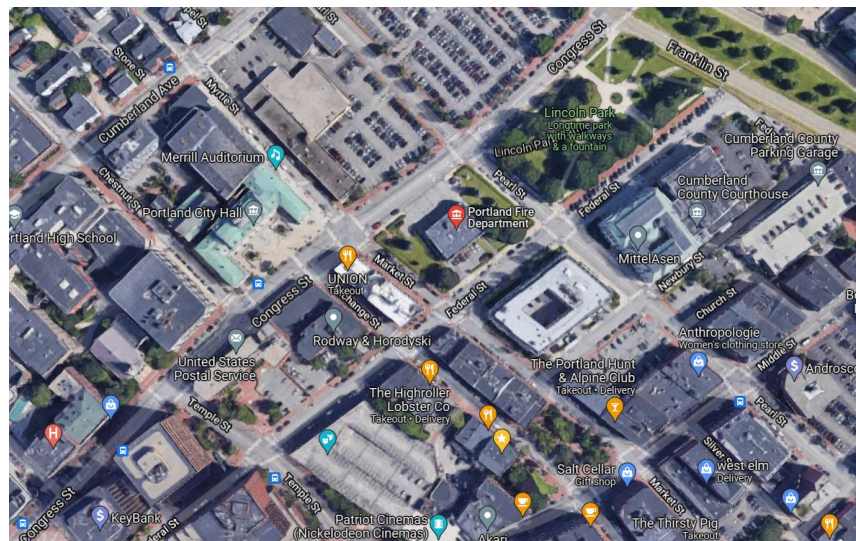 Stone St
Myrtle St
Cumberland Ave
Chestnut St
Congress St
Franklin St
Lincoln Park
Longtime park
with walkways
& a fountain
Lincoln Park
Merrill Auditorium
Portland City Hall
rtland High School
Pearl St
Federal St
Portland Fire
Department
Cumberland County
Parking Garage
Cumberland
County Courthouse
MittelAsen
Newbury St
Church St
UNION
Takeout
Market St
Exchange St
Federal St
Congress St
Rodway & Horodyski
United States
Postal Service
Anthropologie
Women's clothing store
Middle St
Androsco
The Portland Hunt
& Alpine Club
Takeout • Delivery
The Highroller
Lobster Co
Takeout • Delivery
Temple St
Pearl St
H
Silver S
west elm
Delivery
Salt Cellar
Gift shop
Market St
Temple St
Congress St
KeyBank
deral St
Patriot Cinemas
(Nickelodeon Cinemas)
Akari
The Thirsty Pig
Takeout